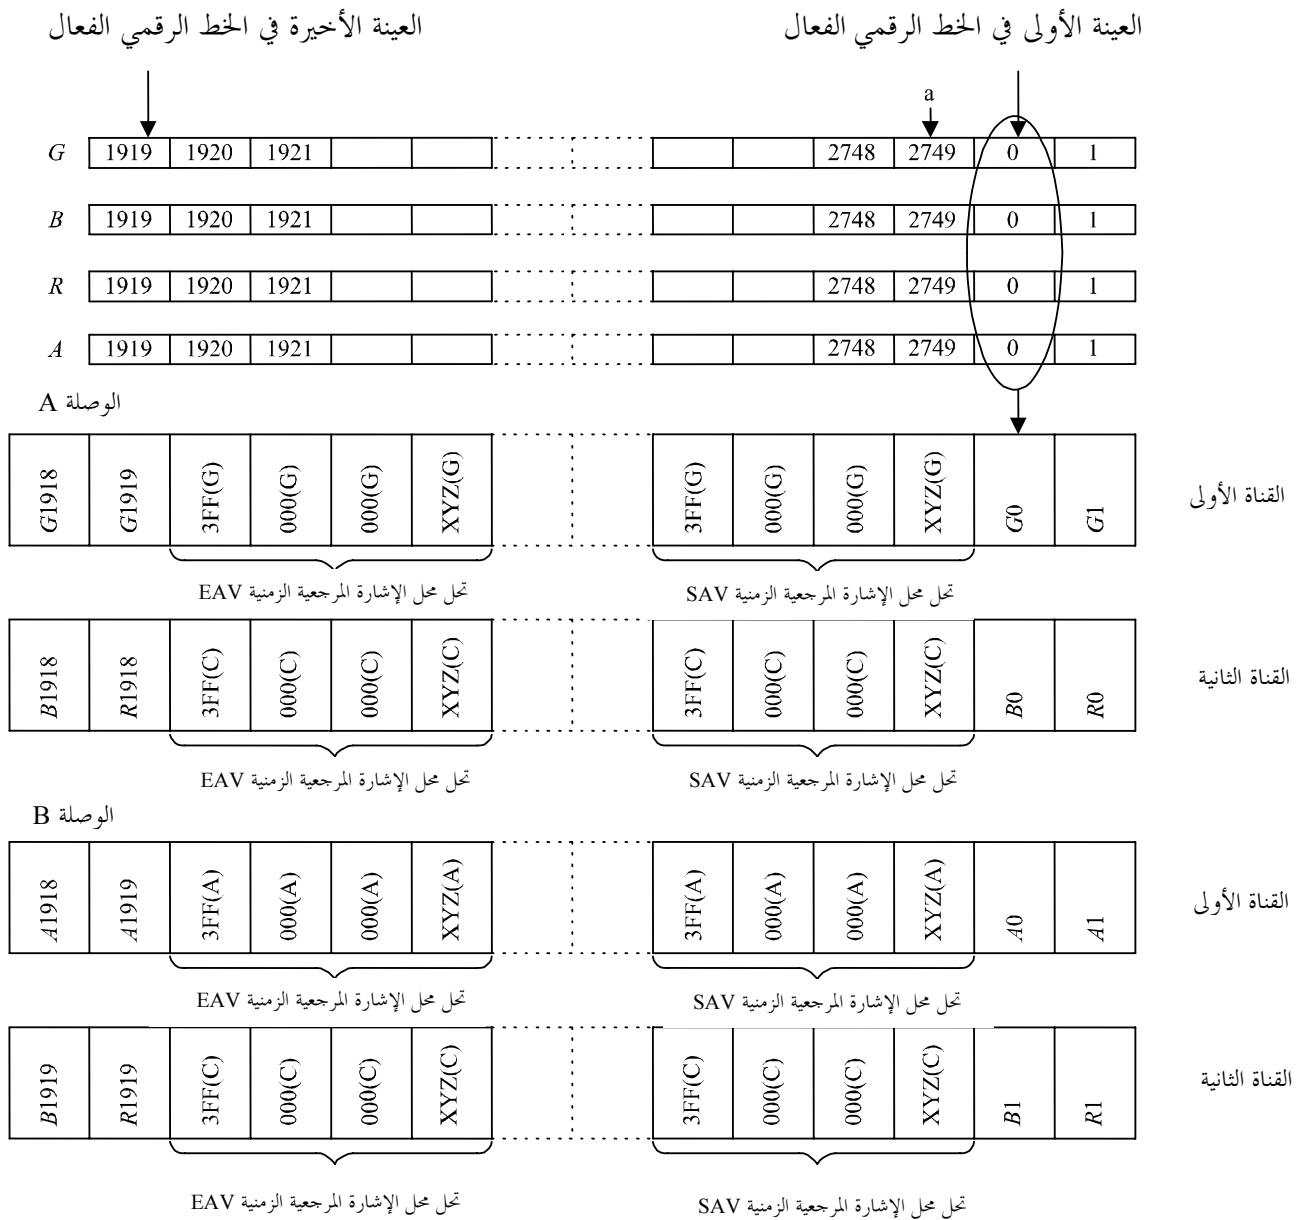 العينة الأولى في الخط الرقمي الفعال
العينة الأخيرة في الخط الرقمي الفعال
a
G 1919 1920 1921 2748 2749 0 1
B 1919 1920 1921 2748 2749 0 1
R 1919 1920 1921 2748 2749 0 1
A 1919 1920 1921 2748 2749 0 1
الوصلة A
القناة الأولى
G1918 G1919 3FF(G) 000(G) 000(G) XYZ(G) 3FF(G) 000(G) 000(G) XYZ(G) G0 G1
تحل محل الإشارة المرجعية الزمنية EAV
تحل محل الإشارة المرجعية الزمنية SAV
القناة الثانية
B1918 R1918 3FF(C) 000(C) 000(C) XYZ(C) 3FF(C) 000(C) 000(C) XYZ(C) B0 R0
تحل محل الإشارة المرجعية الزمنية EAV
تحل محل الإشارة المرجعية الزمنية SAV
الوصلة B
القناة الأولى
A1918 A1919 3FF(A) 000(A) 000(A) XYZ(A) 3FF(A) 000(A) 000(A) XYZ(A) A0 A1
تحل محل الإشارة المرجعية الزمنية EAV
تحل محل الإشارة المرجعية الزمنية SAV
القناة الثانية
B1919 R1919 3FF(C) 000(C) 000(C) XYZ(C) 3FF(C) 000(C) 000(C) XYZ(C) B1 R1
تحل محل الإشارة المرجعية الزمنية EAV
تحل محل الإشارة المرجعية الزمنية SAV